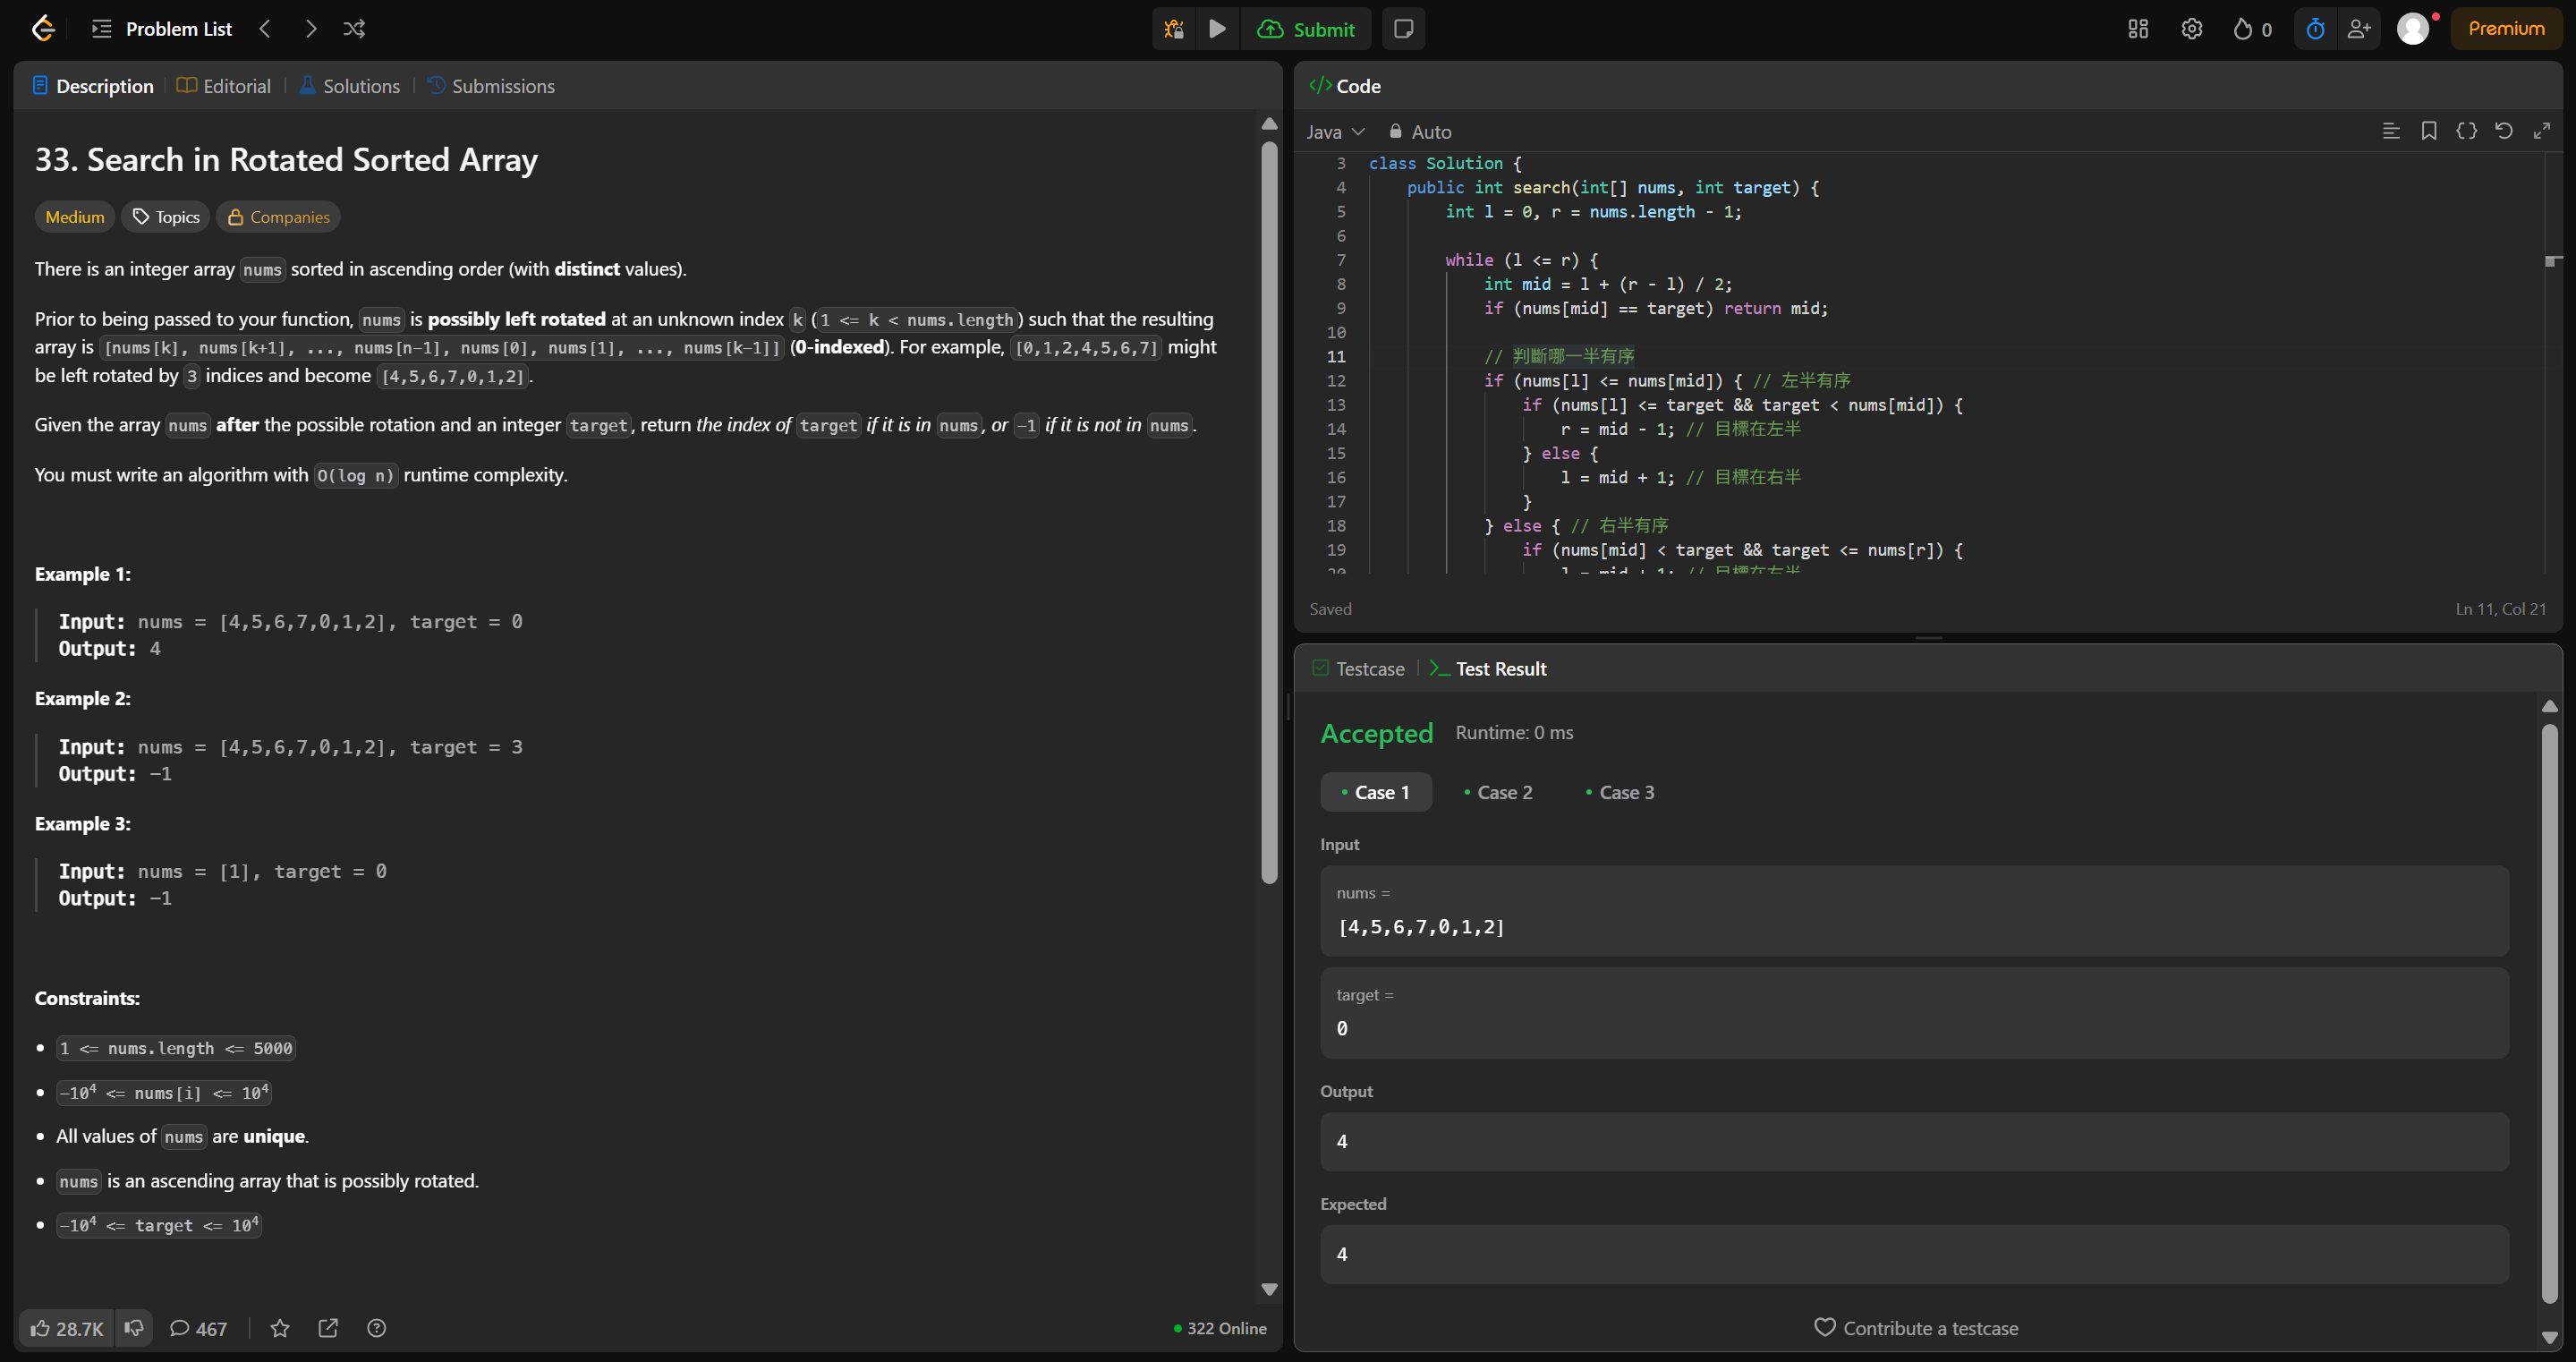 Problem List
Submit
0
Premium
Description
Editorial
Solutions
Submissions
33. Search in Rotated Sorted Array
Medium
Topics
Companies
There is an integer array nums sorted in ascending order (with distinct values).
Prior to being passed to your function, nums is possibly left rotated at an unknown index k (1 <= k < nums.length) such that the resulting
array is [nums[k], nums[k+1], ..., nums[n-1], nums[0], nums[1], ..., nums[k-1]] (0-indexed). For example, [0,1,2,4,5,6,7] might
be left rotated by 3 indices and become [4,5,6,7,0,1,2].
Given the array nums after the possible rotation and an integer target, return the index of target if it is in nums, or -1 if it is not in nums.
You must write an algorithm with O(log n) runtime complexity.
Example 1:
Input: nums = [4,5,6,7,0,1,2], target = 0
Output: 4
Example 2:
Input: nums = [4,5,6,7,0,1,2], target = 3
Output: -1
Example 3:
Input: nums = [1], target = 0
Output: -1
Constraints:
• 1 <= nums.length <= 5000
• -10⁴ <= nums[i] <= 10⁴
• All values of nums are unique.
• nums is an ascending array that is possibly rotated.
• -10⁴ <= target <= 10⁴
28.7K
467
322 Online
</> Code
Java
Auto
3 class Solution {
4 public int search(int[] nums, int target) {
5 int l = 0, r = nums.length - 1;
6
7 while (l <= r) {
8 int mid = l + (r - l) / 2;
9 if (nums[mid] == target) return mid;
10
11 // 判斷哪一半有序
12 if (nums[l] <= nums[mid]) { // 左半有序
13 if (nums[l] <= target && target < nums[mid]) {
14 r = mid - 1; // 目標在左半
15 } else {
16 l = mid + 1; // 目標在右半
17 }
18 } else { // 右半有序
19 if (nums[mid] < target && target <= nums[r]) {
20 l = mid + 1; // 目標在右半
Saved
Ln 11, Col 21
Testcase
Test Result
Accepted
Runtime: 0 ms
Case 1
Case 2
Case 3
Input
nums =
[4,5,6,7,0,1,2]
target =
0
Output
4
Expected
4
Contribute a testcase